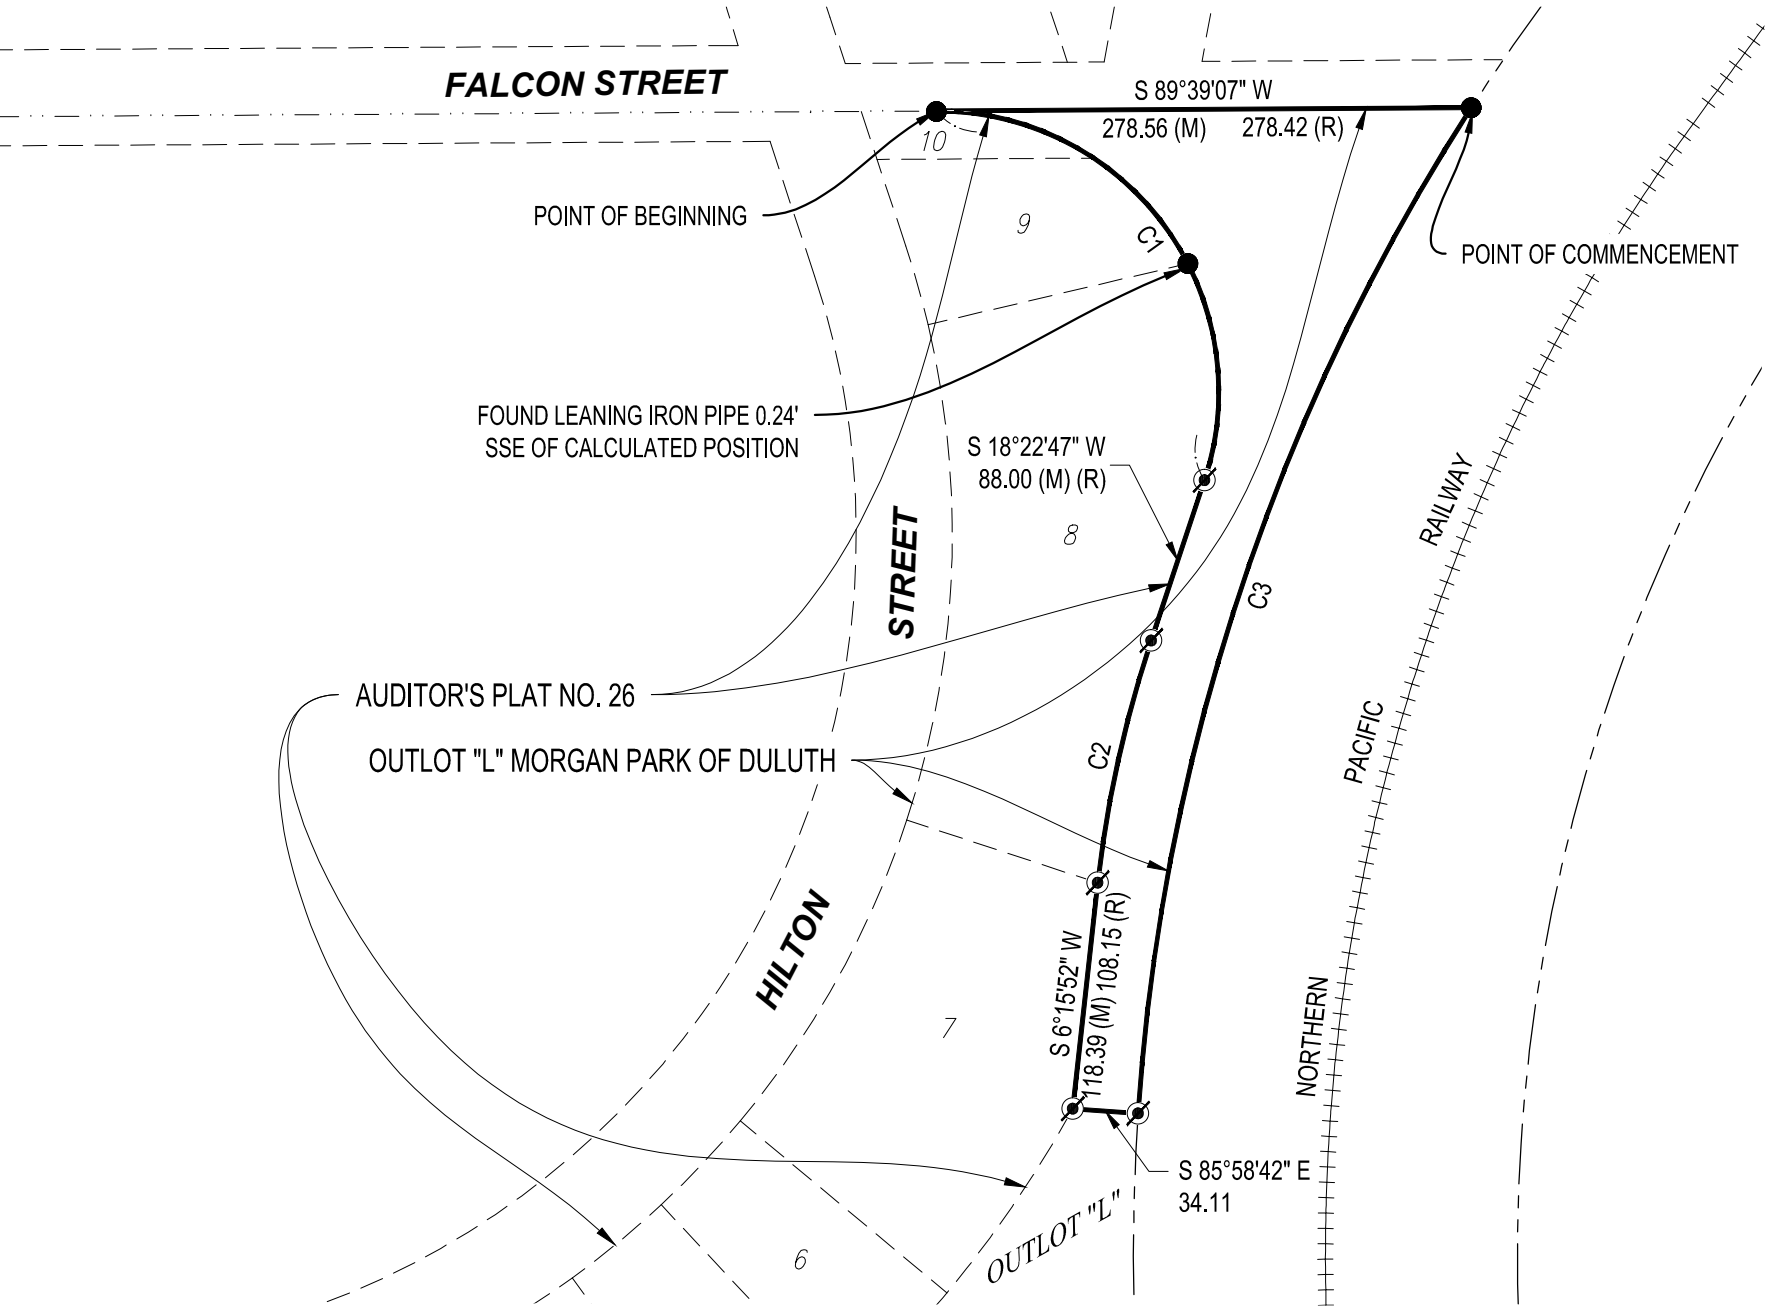 FALCON STREET
S 89°39'07" W
278.56 (M) 278.42 (R)
10
POINT OF BEGINNING
9
C1
POINT OF COMMENCEMENT
FOUND LEANING IRON PIPE 0.24'
SSE OF CALCULATED POSITION
S 18°22'47" W
88.00 (M) (R)
8
RAILWAY
STREET
C3
AUDITOR'S PLAT NO. 26
OUTLOT "L" MORGAN PARK OF DULUTH
C2
PACIFIC
HILTON
S 6°15'52" W
118.39 (M) 108.15 (R)
7
NORTHERN
S 85°58'42" E
34.11
OUTLOT "L"
6